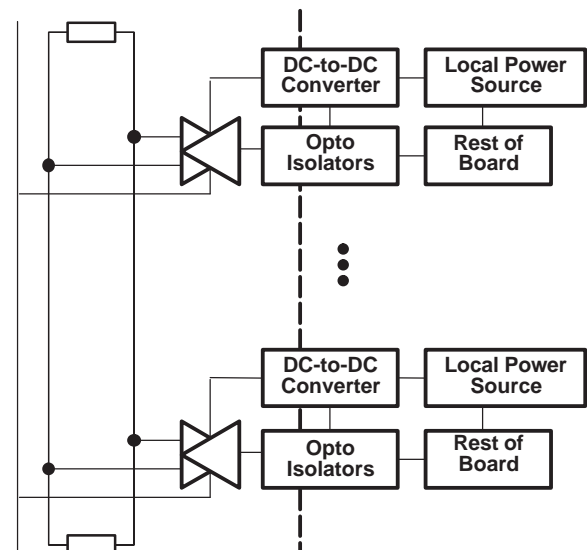 DC-to-DC
Converter
Local Power
Source
Opto
Isolators
Rest of
Board
DC-to-DC
Converter
Local Power
Source
Opto
Isolators
Rest of
Board